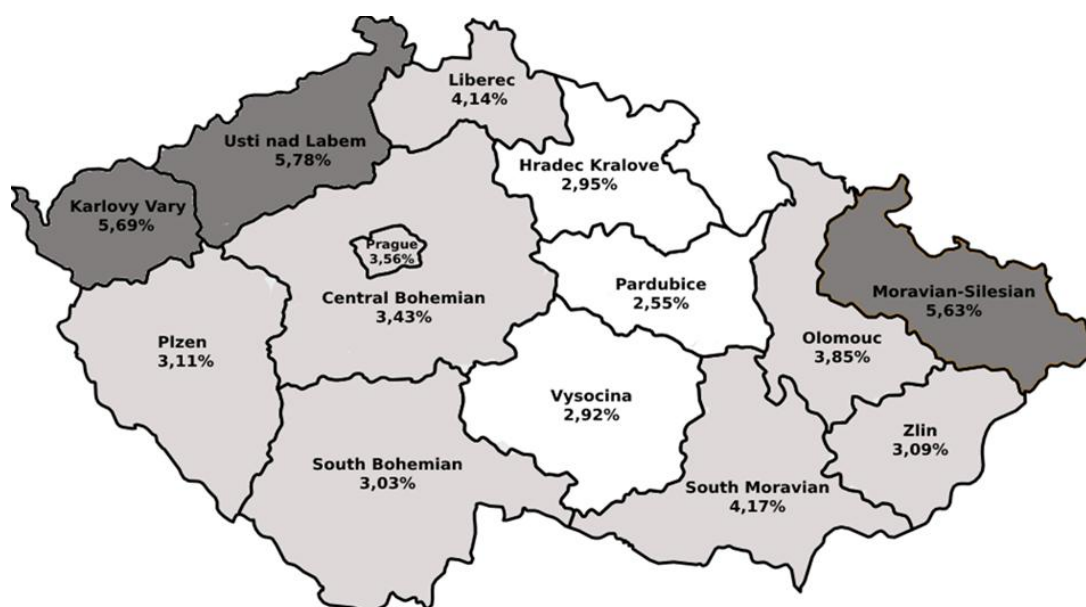 Liberec
4,14%
Usti nad Labem
5,78%
Hradec Kralove
2,95%
Karlovy Vary
5,69%
Prague
3,56%
Central Bohemian
3,43%
Pardubice
2,55%
Moravian-Silesian
5,63%
Plzen
3,11%
Olomouc
3,85%
Vysocina
2,92%
Zlin
3,09%
South Bohemian
3,03%
South Moravian
4,17%